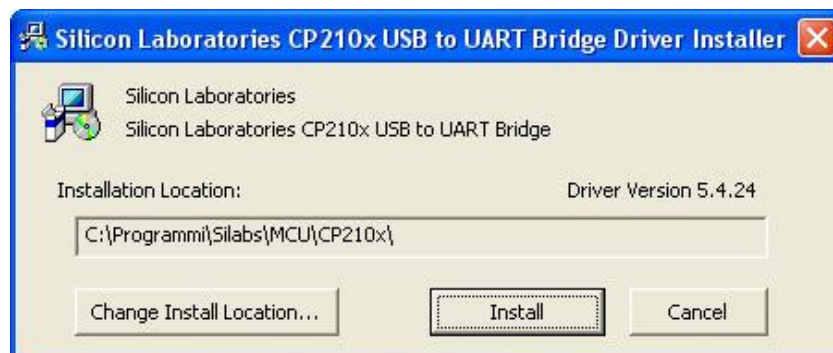 Silicon Laboratories CP210x USB to UART Bridge Driver Installer
Silicon Laboratories
Silicon Laboratories CP210x USB to UART Bridge
Installation Location:
Driver Version 5.4.24
C:\Programmi\Silabs\MCU\CP210x\
Change Install Location...
Install
Cancel